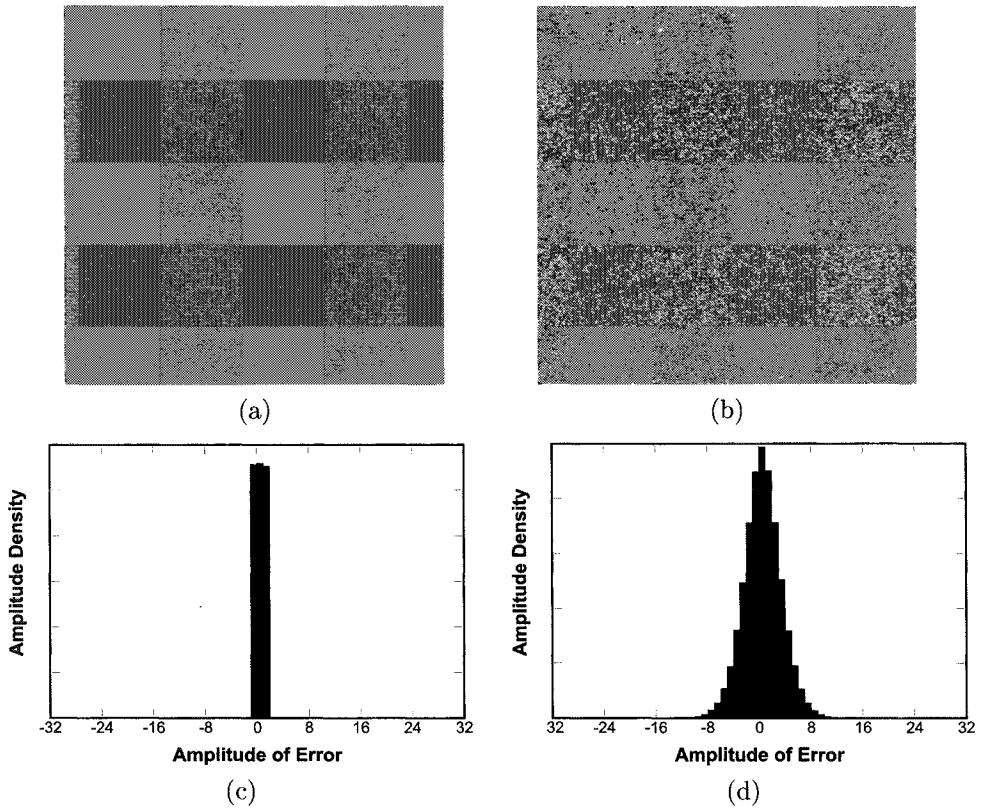 (a) (b)
Amplitude Density
-32 -24 -16 -8 0 8 16 24 32
Amplitude of Error
(c)
Amplitude Density
-32 -24 -16 -8 0 8 16 24 32
Amplitude of Error
(d)